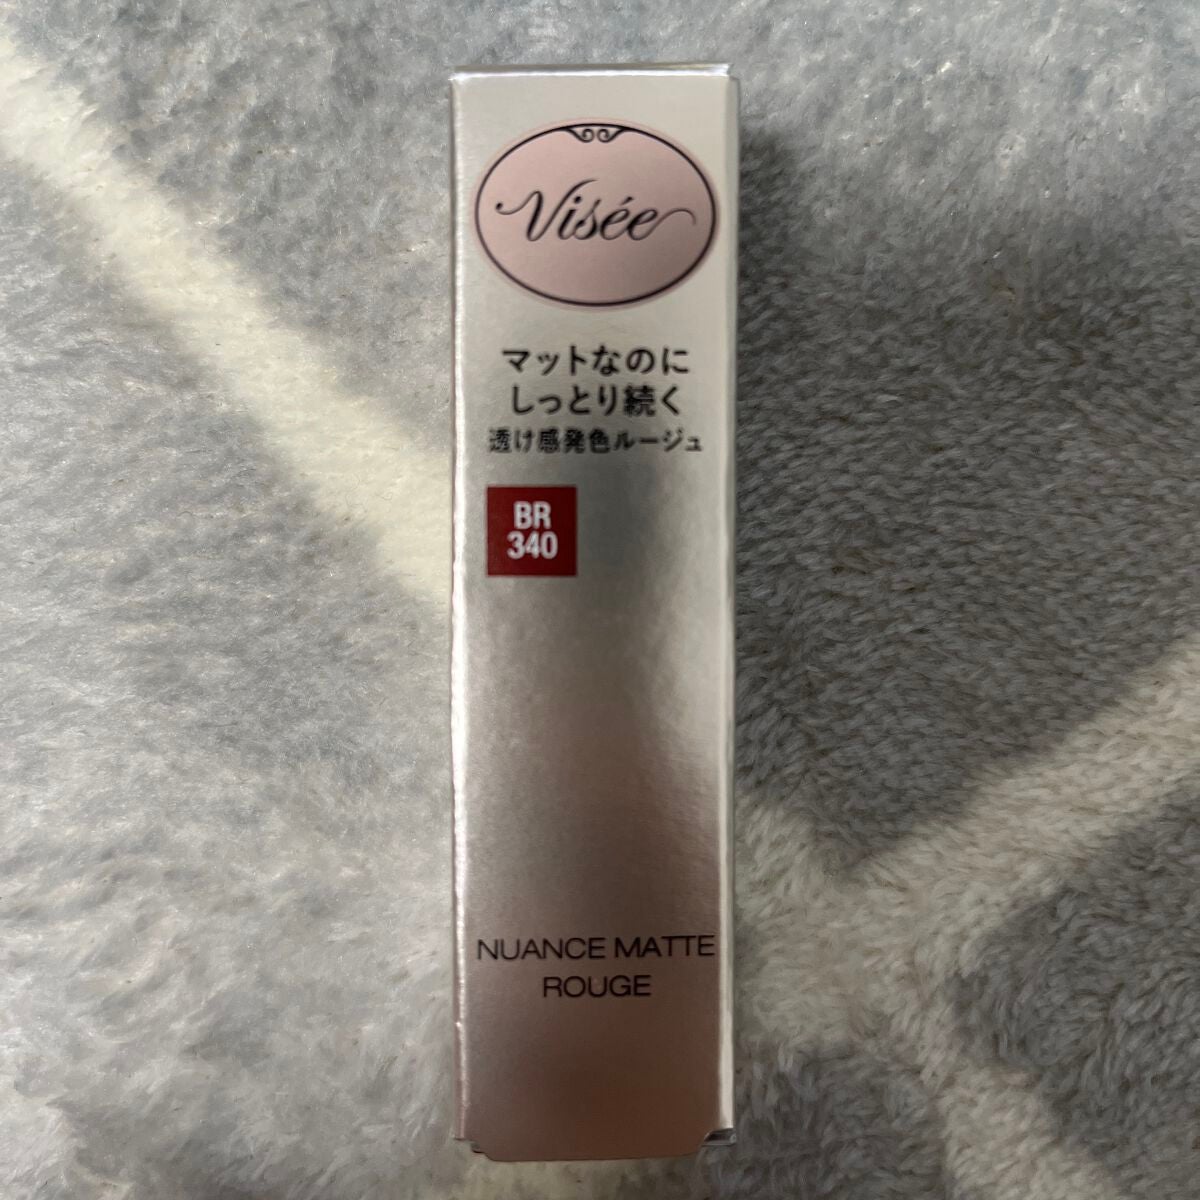 Visée
マットなのに
しっとり続く
透け感発色ルージュ
BR
340
NUANCE MATTE
ROUGE